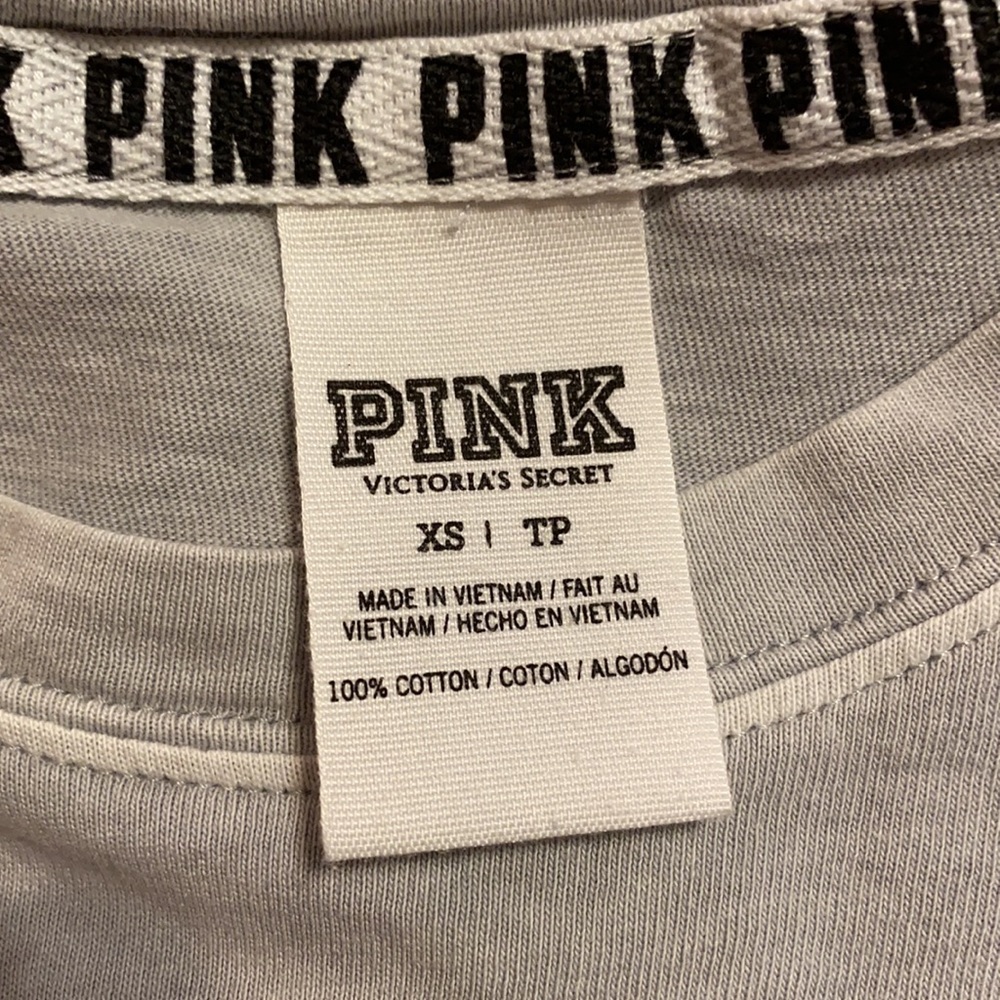 K PINK PINK PIN
PINK
VICTORIA'S SECRET
XS | TP
MADE IN VIETNAM / FAIT AU
VIETNAM / HECHO EN VIETNAM
100% COTTON / COTON / ALGODÓN